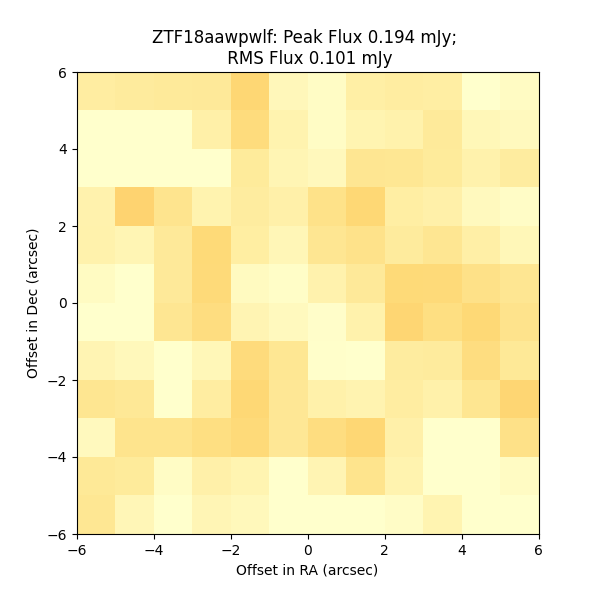 ZTF18aawpwlf: Peak Flux 0.194 mJy;
RMS Flux 0.101 mJy
6
4
2
0
−2
−4
−6
Offset in Dec (arcsec)
−6 −4 −2 0 2 4 6
Offset in RA (arcsec)